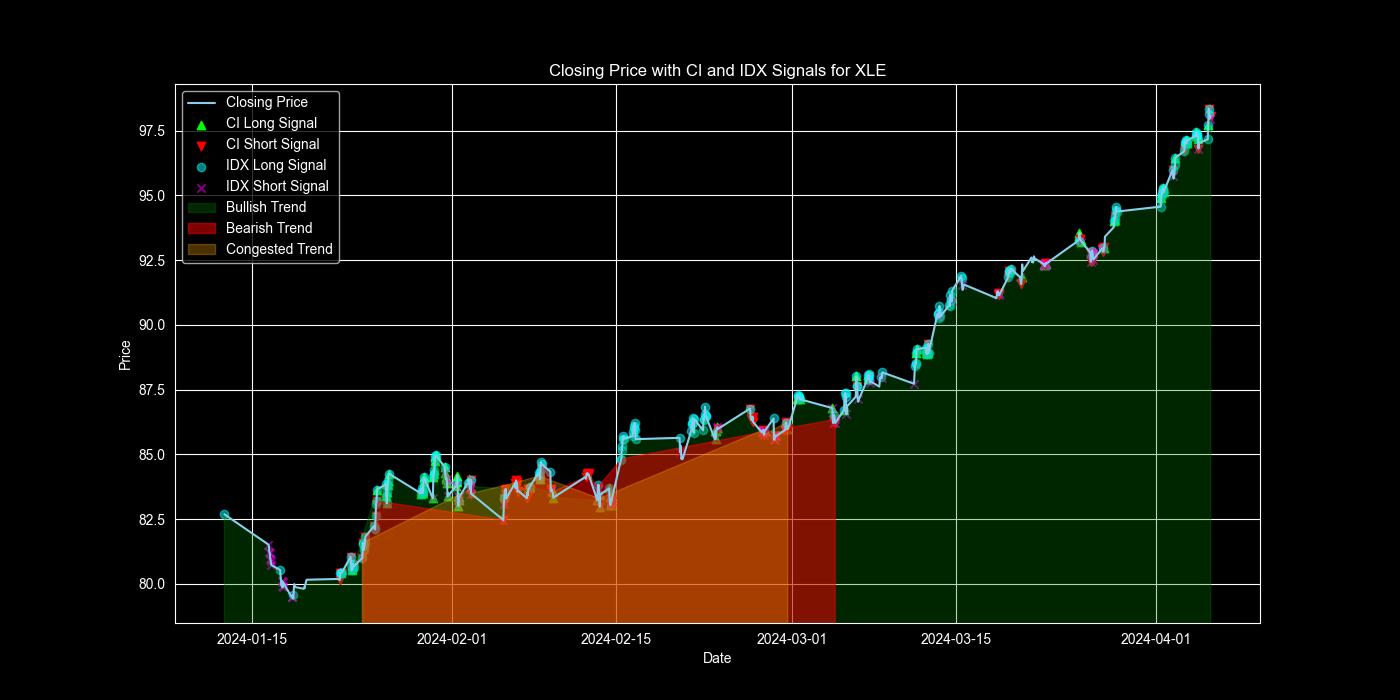 Closing Price with CI and IDX Signals for XLE
Closing Price
CI Long Signal
CI Short Signal
IDX Long Signal
IDX Short Signal
Bullish Trend
Bearish Trend
Congested Trend
97.5
95.0
92.5
90.0
87.5
85.0
82.5
80.0
Price
2024-01-15
2024-02-01
2024-02-15
2024-03-01
2024-03-15
2024-04-01
Date